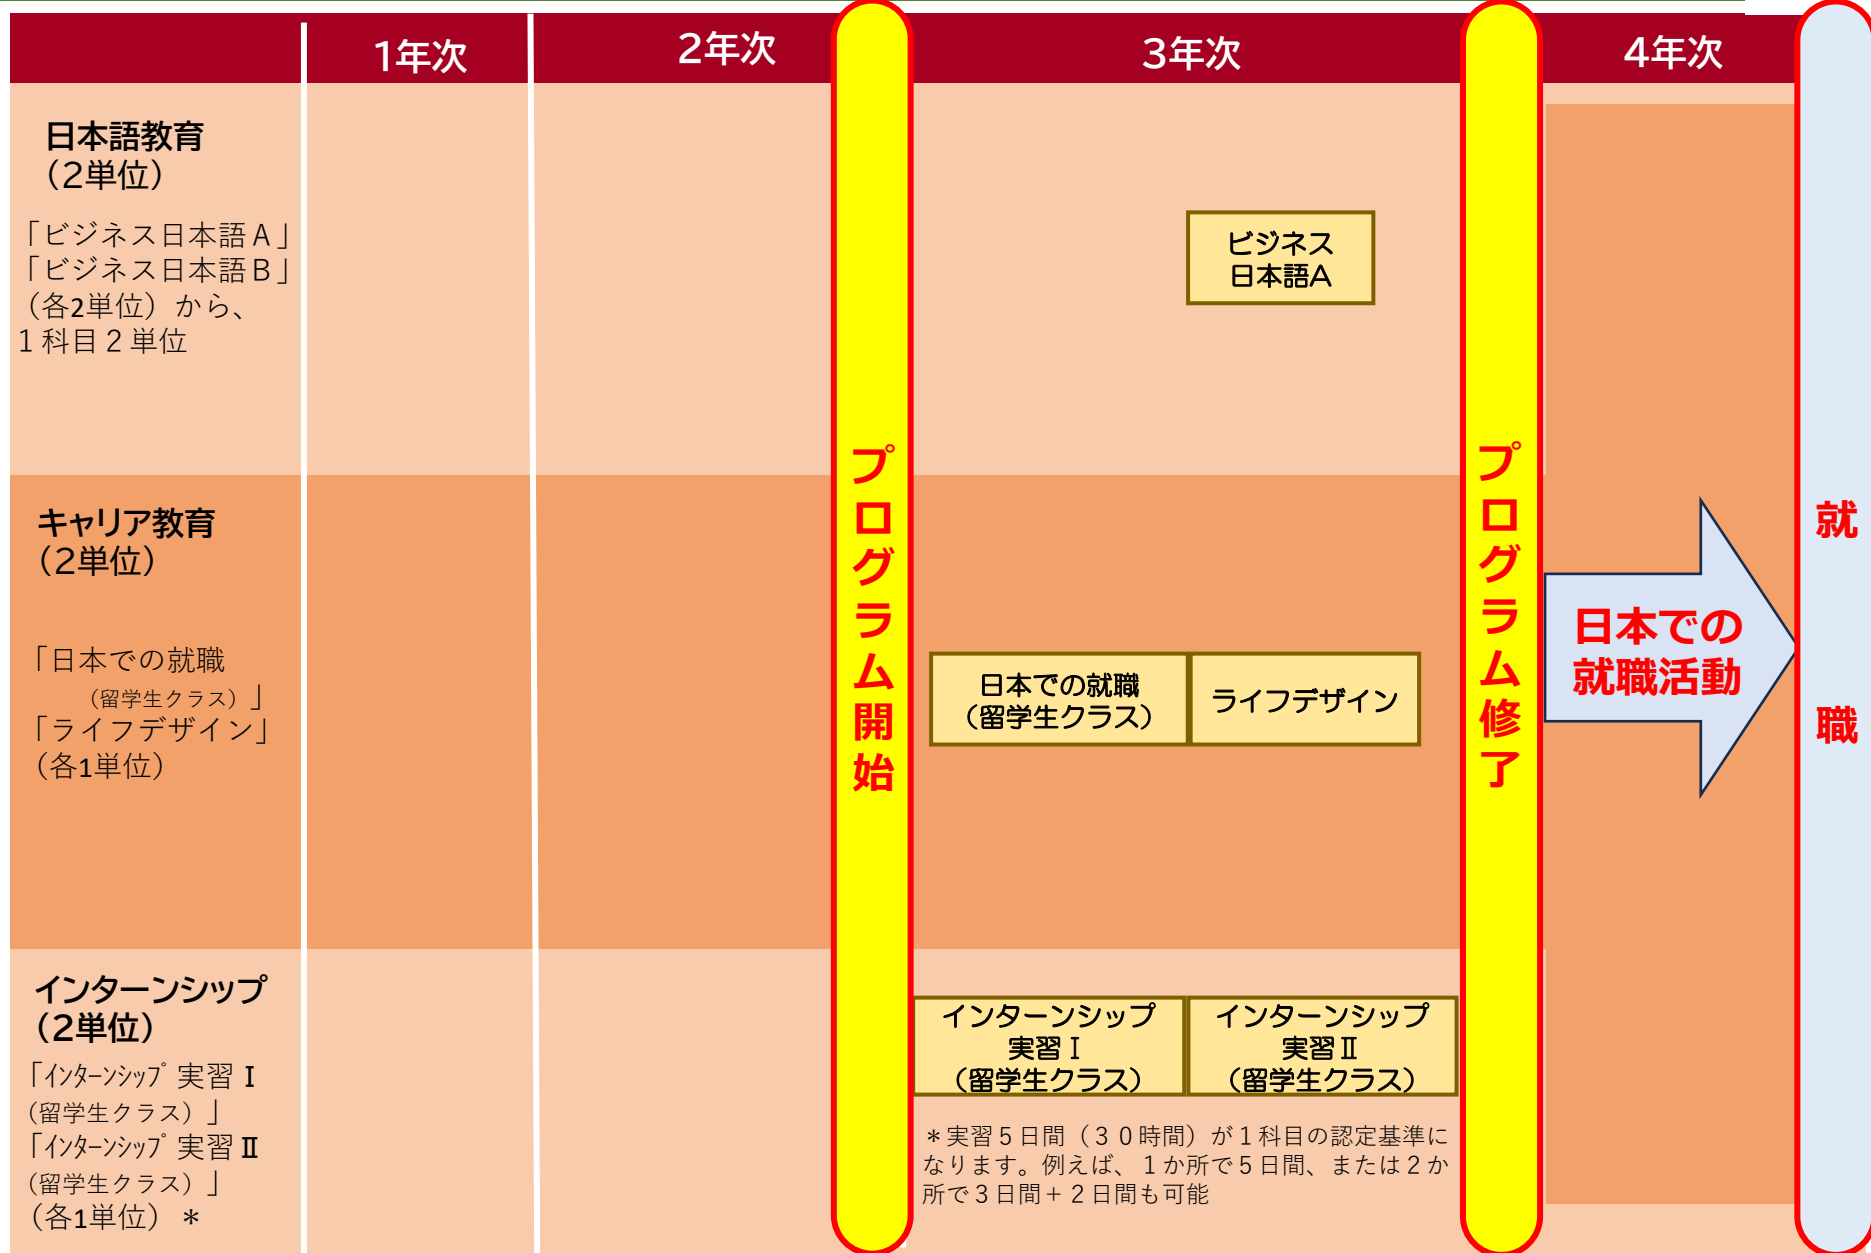 1年次
2年次
3年次
4年次
日本語教育
(2単位)
「ビジネス日本語A」
「ビジネス日本語B」
(各2単位)から、
1科目2単位
ビジネス
日本語A
キャリア教育
(2単位)
「日本での就職
(留学生クラス)」
「ライフデザイン」
(各1単位)
日本での就職
(留学生クラス)
ライフデザイン
インターンシップ
(2単位)
「インターンシップ 実習Ⅰ
(留学生クラス)」
「インターンシップ 実習Ⅱ
(留学生クラス)」
(各1単位)＊
インターンシップ
実習Ⅰ
(留学生クラス)
インターンシップ
実習Ⅱ
(留学生クラス)
＊実習5日間(30時間)が1科目の認定基準に
なります。例えば、1か所で5日間、または2か
所で3日間+2日間も可能
プログラム開始
プログラム修了
日本での
就職活動
就職